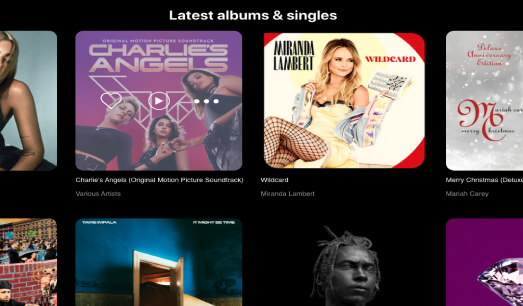 Latest albums & singles
ORIGINAL MOTION PICTURE SOUNDTRACK
CHARLIE'S
ANGELS
MIRANDA
LAMBERT
WILDCARD
Deluxe
Anniversary
Edition
mariah car
merry Christmas
Charlie's Angels (Original Motion Picture Soundtrack)
Various Artists
Wildcard
Miranda Lambert
Merry Christmas (Deluxe
Mariah Carey
TAME IMPALA
IT MIGHT BE TIME